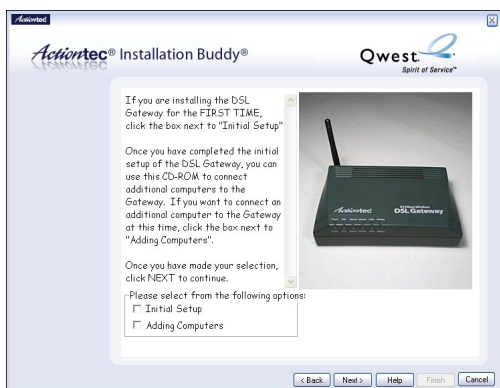 Actiontec
Actiontec® Installation Buddy®
Qwest.
Spirit of Service™
If you are installing the DSL
Gateway for the FIRST TIME,
click the box next to "Initial Setup"
Once you have completed the initial
setup of the DSL Gateway, you can
use this CD-ROM to connect
additional computers to the
Gateway. If you want to connect an
additional computer to the Gateway
at this time, click the box next to
"Adding Computers".
Once you have made your selection,
click NEXT to continue.
Actiontec
DSL Gateway
Please select from the following options:
Initial Setup
Adding Computers
< Back
Next >
Help
Finish
Cancel